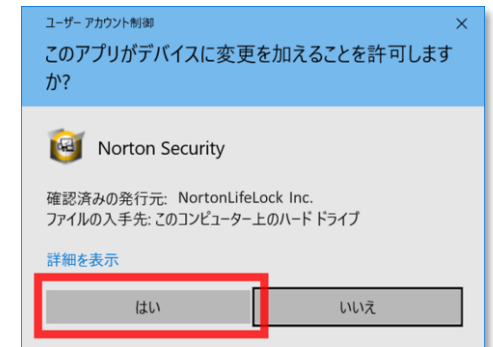 ユーザー アカウント制御
このアプリがデバイスに変更を加えることを許可します
か?
Norton Security
確認済みの発行元: NortonLifeLock Inc.
ファイルの入手先: このコンピューター上のハード ドライブ
詳細を表示
はい
いいえ